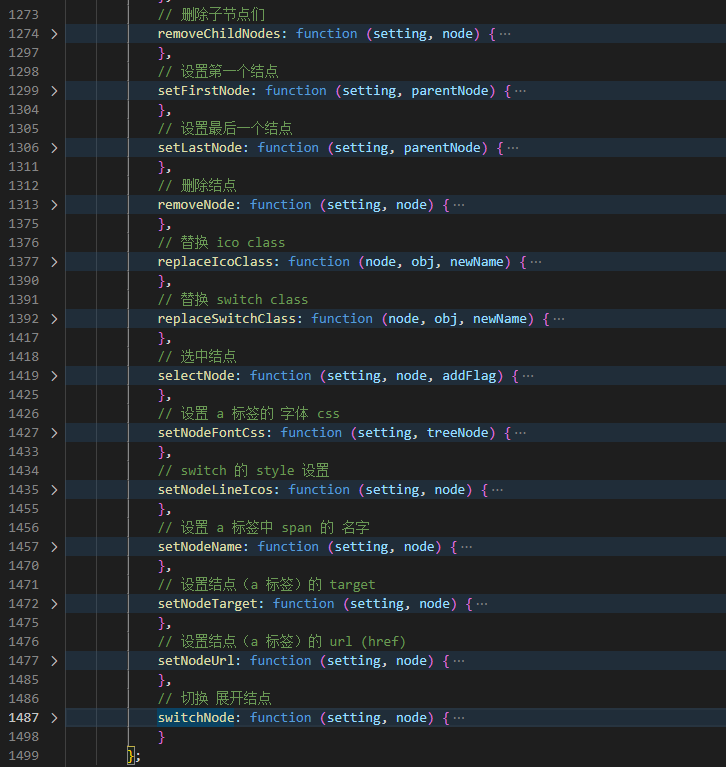 1273 // 删除子节点们
1274 removeChildNodes: function (setting, node) {···
1297 },
1298 // 设置第一个结点
1299 setFirstNode: function (setting, parentNode) {···
1304 },
1305 // 设置最后一个结点
1306 setLastNode: function (setting, parentNode) {···
1311 },
1312 // 删除结点
1313 removeNode: function (setting, node) {···
1375 },
1376 // 替换 ico class
1377 replaceIcoClass: function (node, obj, newName) {···
1390 },
1391 // 替换 switch class
1392 replaceSwitchClass: function (node, obj, newName) {···
1417 },
1418 // 选中结点
1419 selectNode: function (setting, node, addFlag) {···
1425 },
1426 // 设置 a 标签的 字体 css
1427 setNodeFontCss: function (setting, treeNode) {···
1433 },
1434 // switch 的 style 设置
1435 setNodeLineIcos: function (setting, node) {···
1455 },
1456 // 设置 a 标签中 span 的 名字
1457 setNodeName: function (setting, node) {···
1470 },
1471 // 设置结点（a 标签）的 target
1472 setNodeTarget: function (setting, node) {···
1475 },
1476 // 设置结点（a 标签）的 url (href)
1477 setNodeUrl: function (setting, node) {···
1485 },
1486 // 切换 展开结点
1487 switchNode: function (setting, node) {···
1498 }
1499 };